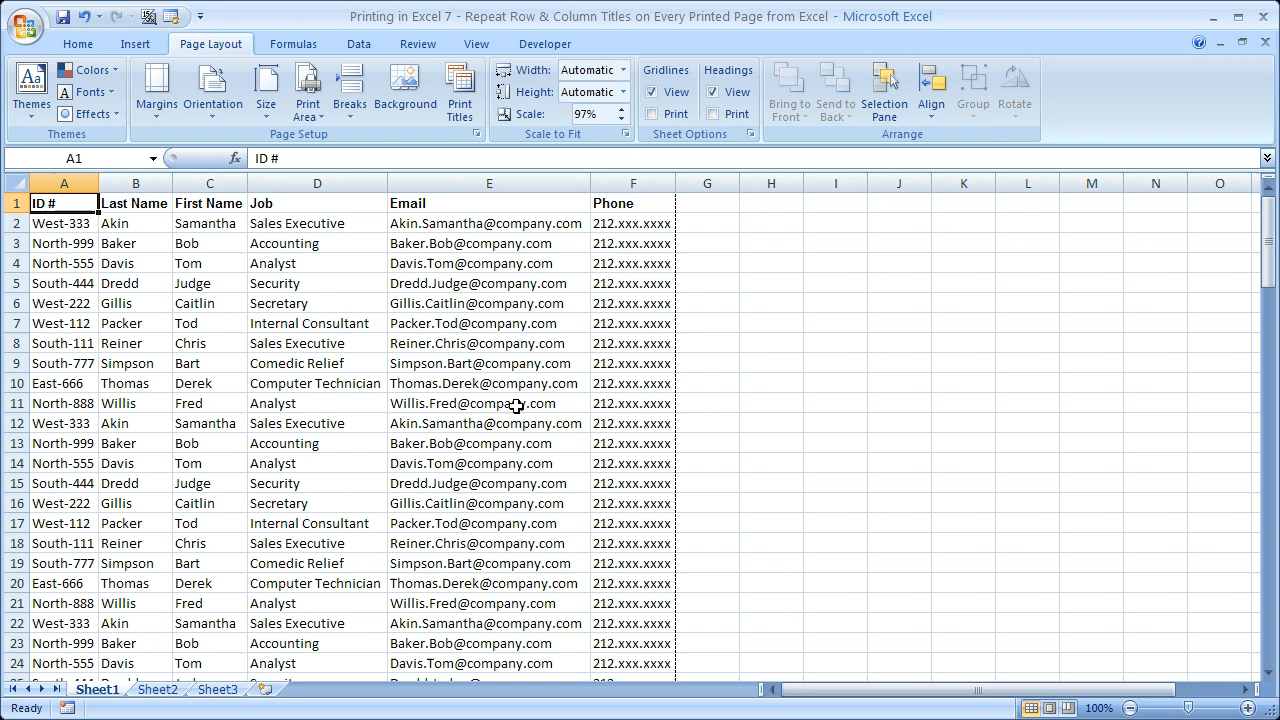 Printing in Excel 7 - Repeat Row & Column Titles on Every Printed Page from Excel - Microsoft Excel
Home Insert Page Layout Formulas Data Review View Developer
Colors Width: Automatic Gridlines Headings
Fonts Height: Automatic View View
Effects Scale: 97% Print Print
Themes Margins Orientation Size Print Area Breaks Background Print Titles Bring to Front Send to Back Selection Pane Align Group Rotate
Themes Page Setup Scale to Fit Sheet Options Arrange
A1 fx ID #
A B C D E F G H I J K L M N O
1 ID # Last Name First Name Job Email Phone
2 West-333 Akin Samantha Sales Executive Akin.Samantha@company.com 212.xxx.xxxx
3 North-999 Baker Bob Accounting Baker.Bob@company.com 212.xxx.xxxx
4 North-555 Davis Tom Analyst Davis.Tom@company.com 212.xxx.xxxx
5 South-444 Dredd Judge Security Dredd.Judge@company.com 212.xxx.xxxx
6 West-222 Gillis Caitlin Secretary Gillis.Caitlin@company.com 212.xxx.xxxx
7 West-112 Packer Tod Internal Consultant Packer.Tod@company.com 212.xxx.xxxx
8 South-111 Reiner Chris Sales Executive Reiner.Chris@company.com 212.xxx.xxxx
9 South-777 Simpson Bart Comedic Relief Simpson.Bart@company.com 212.xxx.xxxx
10 East-666 Thomas Derek Computer Technician Thomas.Derek@company.com 212.xxx.xxxx
11 North-888 Willis Fred Analyst Willis.Fred@company.com 212.xxx.xxxx
12 West-333 Akin Samantha Sales Executive Akin.Samantha@company.com 212.xxx.xxxx
13 North-999 Baker Bob Accounting Baker.Bob@company.com 212.xxx.xxxx
14 North-555 Davis Tom Analyst Davis.Tom@company.com 212.xxx.xxxx
15 South-444 Dredd Judge Security Dredd.Judge@company.com 212.xxx.xxxx
16 West-222 Gillis Caitlin Secretary Gillis.Caitlin@company.com 212.xxx.xxxx
17 West-112 Packer Tod Internal Consultant Packer.Tod@company.com 212.xxx.xxxx
18 South-111 Reiner Chris Sales Executive Reiner.Chris@company.com 212.xxx.xxxx
19 South-777 Simpson Bart Comedic Relief Simpson.Bart@company.com 212.xxx.xxxx
20 East-666 Thomas Derek Computer Technician Thomas.Derek@company.com 212.xxx.xxxx
21 North-888 Willis Fred Analyst Willis.Fred@company.com 212.xxx.xxxx
22 West-333 Akin Samantha Sales Executive Akin.Samantha@company.com 212.xxx.xxxx
23 North-999 Baker Bob Accounting Baker.Bob@company.com 212.xxx.xxxx
24 North-555 Davis Tom Analyst Davis.Tom@company.com 212.xxx.xxxx
Sheet1 Sheet2 Sheet3
Ready 100%